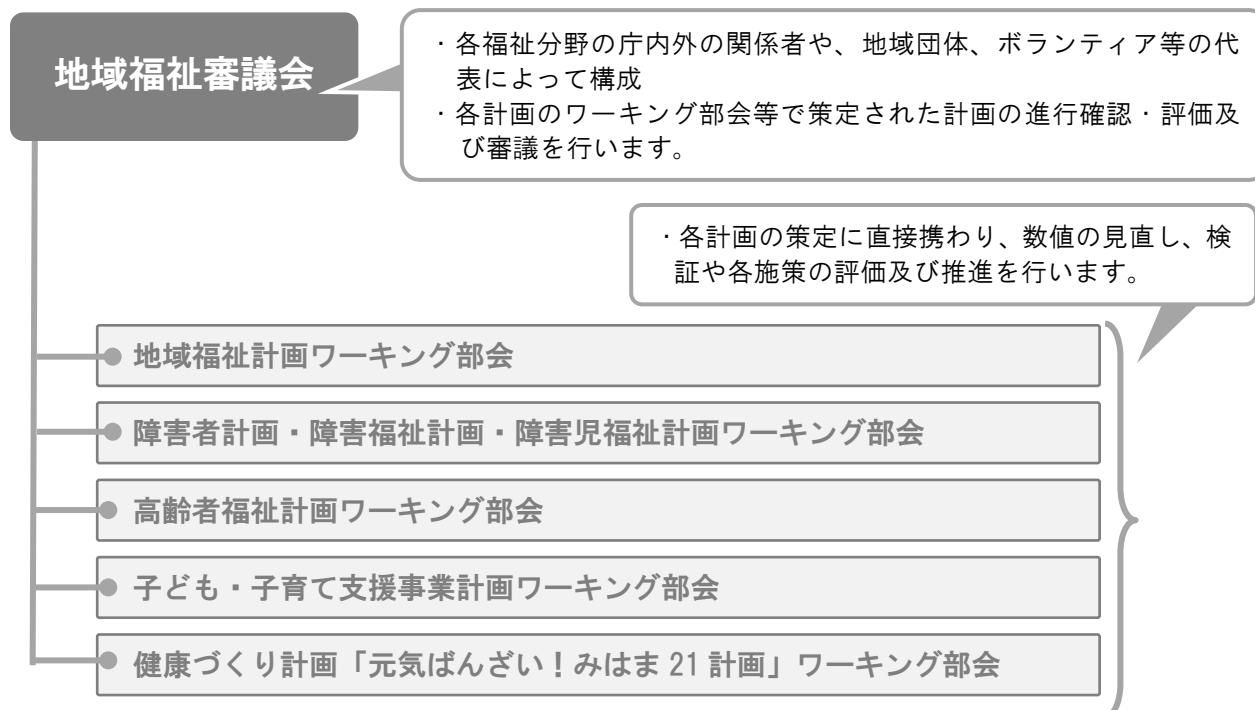 地域福祉審議会
・各福祉分野の庁内外の関係者や、地域団体、ボランティア等の代
表によって構成
・各計画のワーキング部会等で策定された計画の進行確認・評価及
び審議を行います。
・各計画の策定に直接携わり、数値の見直し、検
証や各施策の評価及び推進を行います。
地域福祉計画ワーキング部会
障害者計画・障害福祉計画・障害児福祉計画ワーキング部会
高齢者福祉計画ワーキング部会
子ども・子育て支援事業計画ワーキング部会
健康づくり計画「元気ばんざい！みはま 21 計画」ワーキング部会